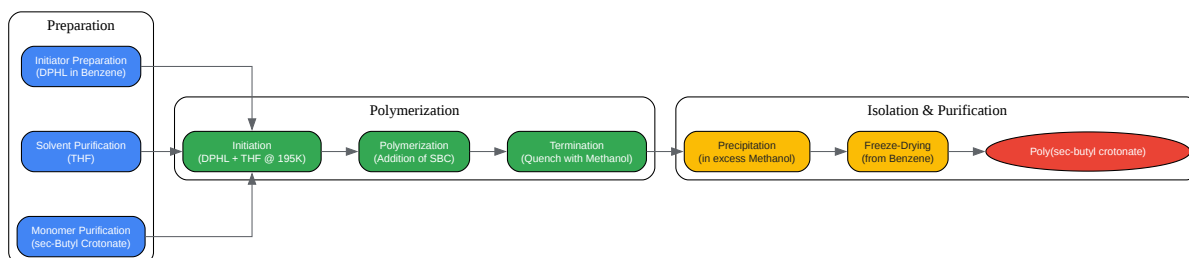 Preparation
Initiator Preparation
(DPHL in Benzene)
Solvent Purification
(THF)
Monomer Purification
(sec-Butyl Crotonate)
Polymerization
Initiation
(DPHL + THF @ 195K)
Polymerization
(Addition of SBC)
Termination
(Quench with Methanol)
Isolation & Purification
Precipitation
(in excess Methanol)
Freeze-Drying
(from Benzene)
Poly(sec-butyl crotonate)